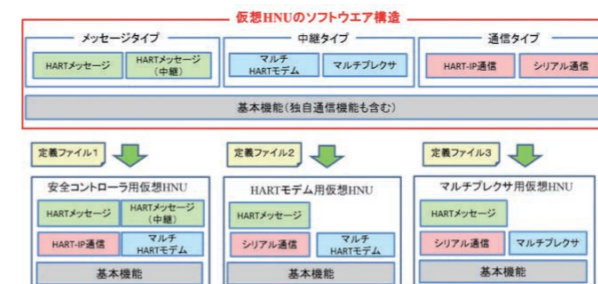 仮想HNUのソフトウエア構造
メッセージタイプ
中継タイプ
通信タイプ
HARTメッセージ
HARTメッセージ
(中継)
マルチ
HARTモデム
マルチプレクサ
HART-IP通信
シリアル通信
基本機能(独自通信機能も含む)
定義ファイル1
定義ファイル2
定義ファイル3
安全コントローラ用仮想HNU
HARTメッセージ
HARTメッセージ
(中継)
HART-IP通信
マルチ
HARTモデム
基本機能
HARTモデム用仮想HNU
HARTメッセージ
シリアル通信
マルチ
HARTモデム
基本機能
マルチプレクサ用仮想HNU
HARTメッセージ
シリアル通信
マルチプレクサ
基本機能